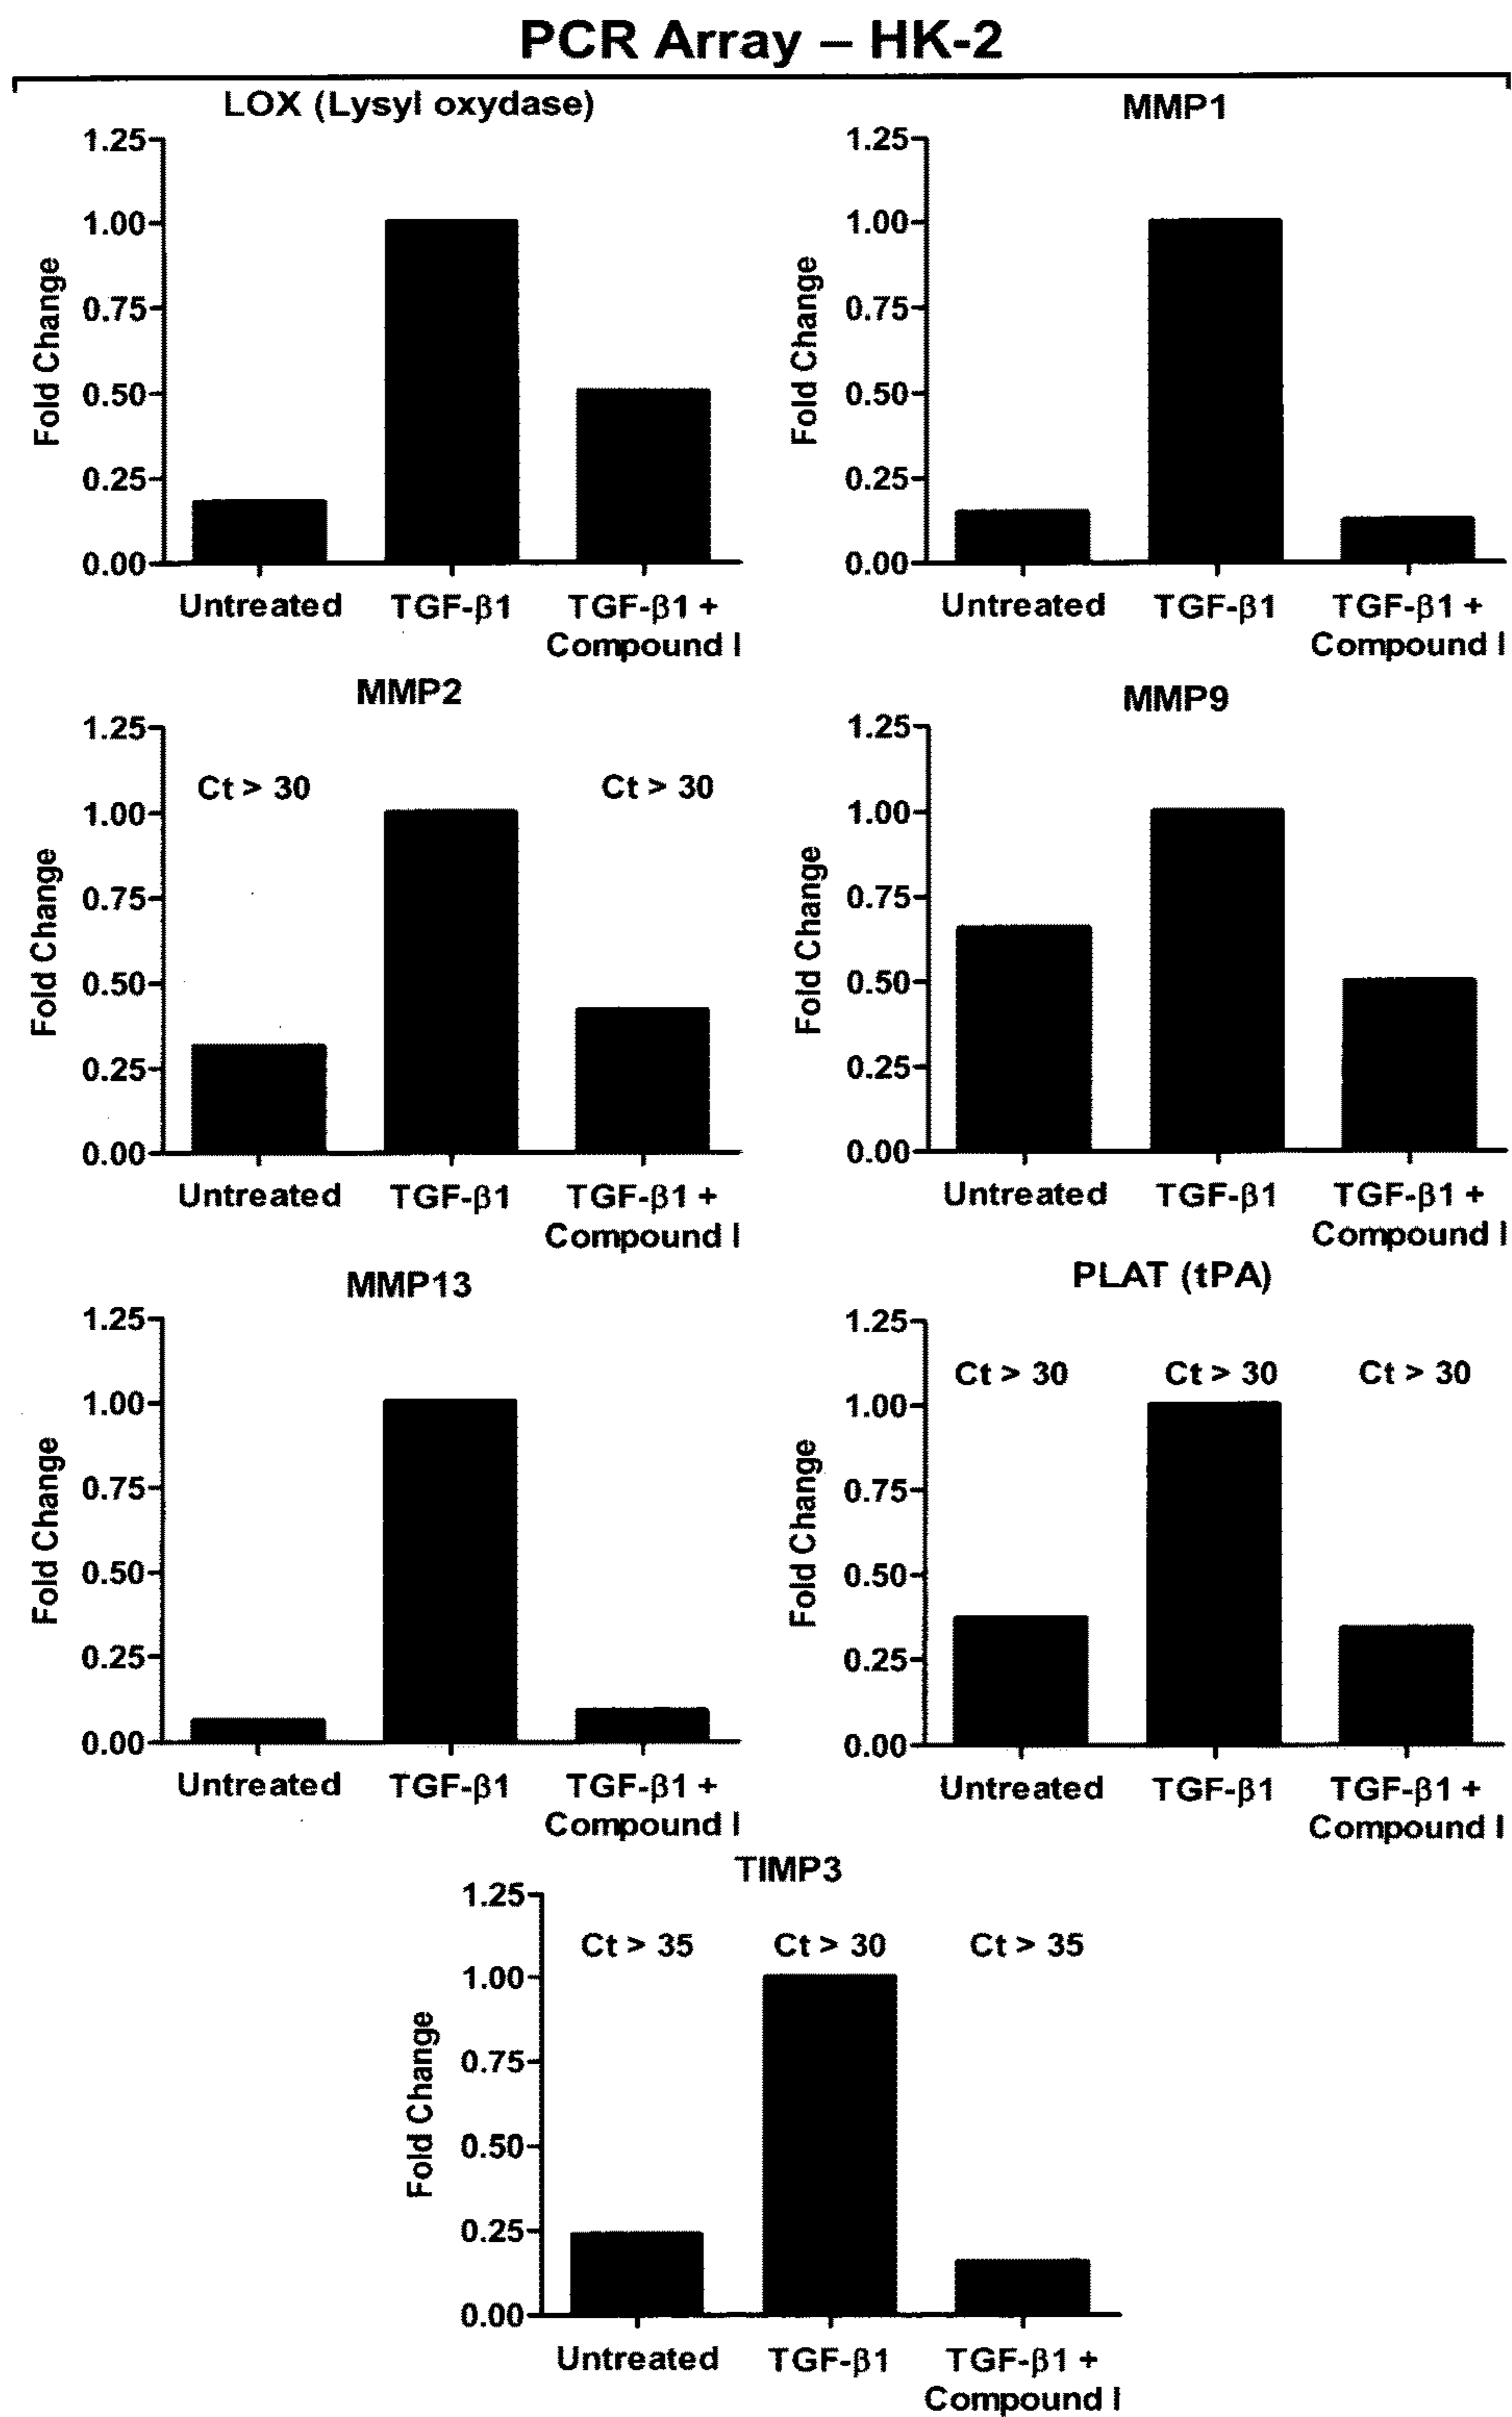 PCR Array – HK-2
LOX (Lysyl oxydase)
1.25
1.00
0.75
0.50
0.25
0.00
Fold Change
Untreated
TGF-β1
TGF-β1 +
Compound I
MMP1
1.25
1.00
0.75
0.50
0.25
0.00
Fold Change
Untreated
TGF-β1
TGF-β1 +
Compound I
MMP2
1.25
1.00
0.75
0.50
0.25
0.00
Fold Change
Ct > 30
Ct > 30
Untreated
TGF-β1
TGF-β1 +
Compound I
MMP9
1.25
1.00
0.75
0.50
0.25
0.00
Fold Change
Untreated
TGF-β1
TGF-β1 +
Compound I
MMP13
1.25
1.00
0.75
0.50
0.25
0.00
Fold Change
Untreated
TGF-β1
TGF-β1 +
Compound I
PLAT (tPA)
1.25
1.00
0.75
0.50
0.25
0.00
Fold Change
Ct > 30
Ct > 30
Ct > 30
Untreated
TGF-β1
TGF-β1 +
Compound I
TIMP3
1.25
1.00
0.75
0.50
0.25
0.00
Fold Change
Ct > 35
Ct > 30
Ct > 35
Untreated
TGF-β1
TGF-β1 +
Compound I